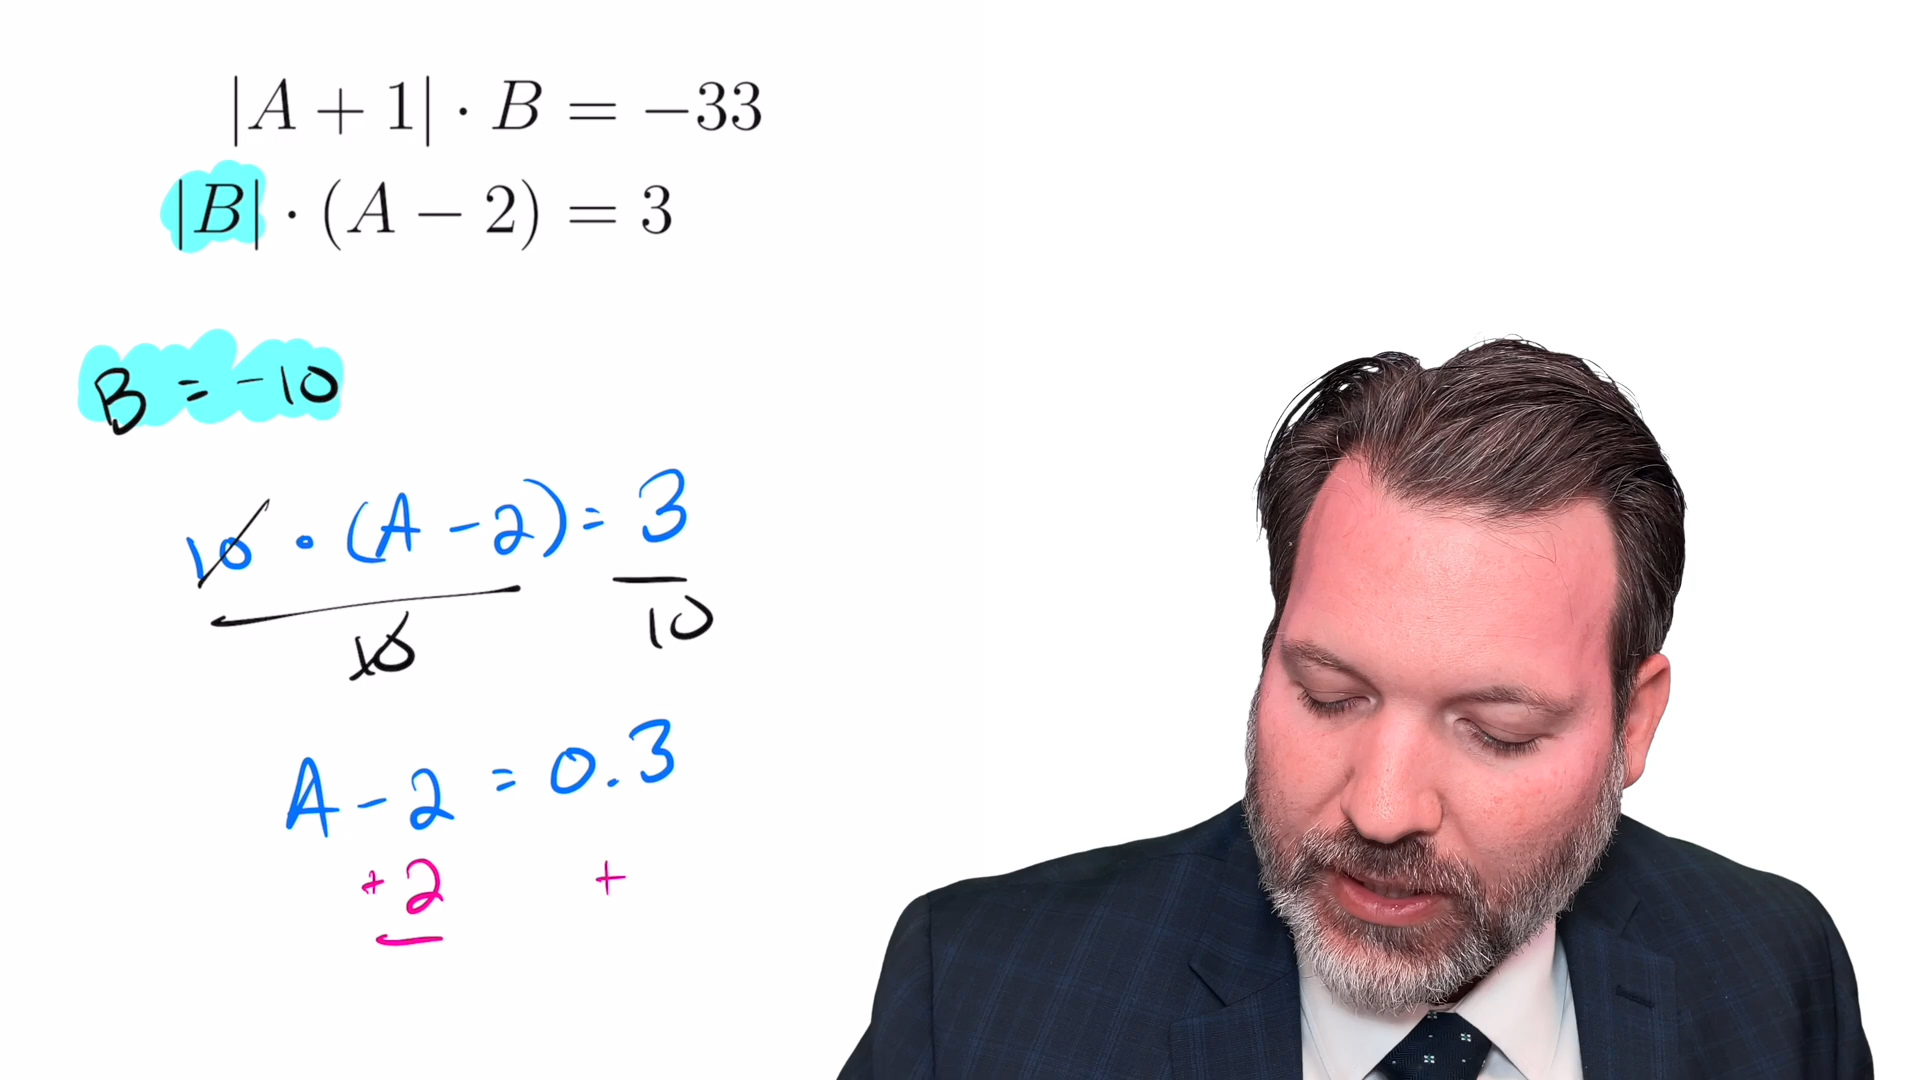 |A + 1| · B = −33
|B| · (A − 2) = 3
B = -10
10 · (A - 2) = 3
10 10
A - 2 = 0.3
+ 2 +